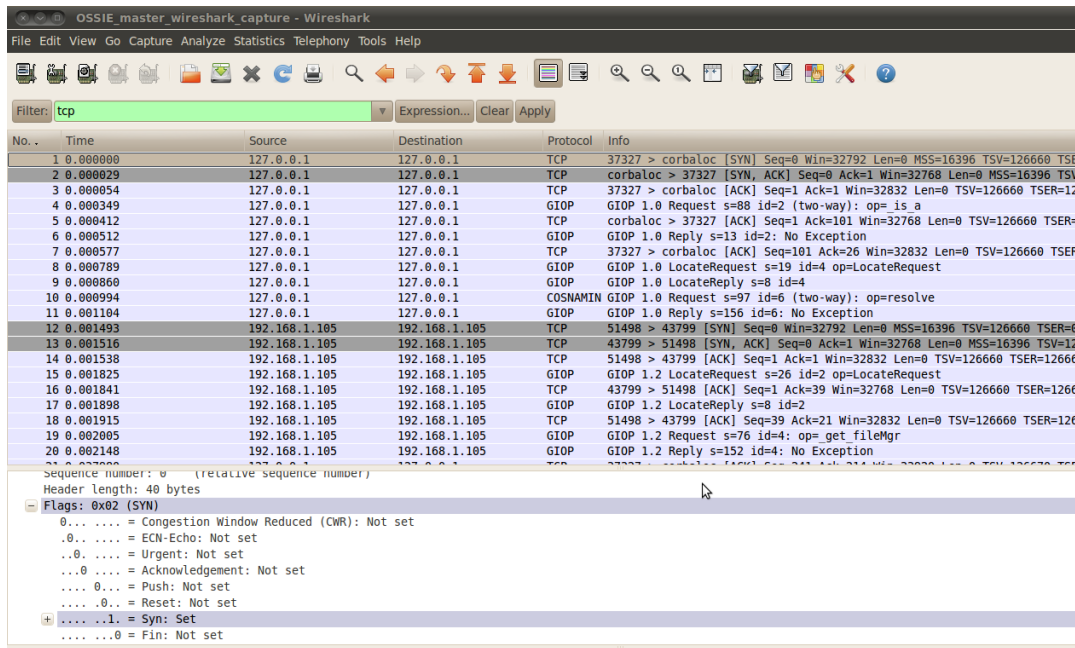 OSSIE_master_wireshark_capture - Wireshark
File Edit View Go Capture Analyze Statistics Telephony Tools Help
Filter: tcp Expression... Clear Apply
No. . Time Source Destination Protocol Info
1 0.000000 127.0.0.1 127.0.0.1 TCP 37327 > corbaloc [SYN] Seq=0 Win=32792 Len=0 MSS=16396 TSV=126660 TSE
2 0.000029 127.0.0.1 127.0.0.1 TCP corbaloc > 37327 [SYN, ACK] Seq=0 Ack=1 Win=32768 Len=0 MSS=16396 TSV
3 0.000054 127.0.0.1 127.0.0.1 TCP 37327 > corbaloc [ACK] Seq=1 Ack=1 Win=32832 Len=0 TSV=126660 TSER=12
4 0.000349 127.0.0.1 127.0.0.1 GIOP GIOP 1.0 Request s=88 id=2 (two-way): op=_is_a
5 0.000412 127.0.0.1 127.0.0.1 TCP corbaloc > 37327 [ACK] Seq=1 Ack=101 Win=32768 Len=0 TSV=126660 TSER=
6 0.000512 127.0.0.1 127.0.0.1 GIOP GIOP 1.0 Reply s=13 id=2: No Exception
7 0.000577 127.0.0.1 127.0.0.1 TCP 37327 > corbaloc [ACK] Seq=101 Ack=26 Win=32832 Len=0 TSV=126660 TSER
8 0.000789 127.0.0.1 127.0.0.1 GIOP GIOP 1.0 LocateRequest s=19 id=4 op=LocateRequest
9 0.000860 127.0.0.1 127.0.0.1 GIOP GIOP 1.0 LocateReply s=8 id=4
10 0.000994 127.0.0.1 127.0.0.1 COSNAMIN GIOP 1.0 Request s=97 id=6 (two-way): op=resolve
11 0.001104 127.0.0.1 127.0.0.1 GIOP GIOP 1.0 Reply s=156 id=6: No Exception
12 0.001493 192.168.1.105 192.168.1.105 TCP 51498 > 43799 [SYN] Seq=0 Win=32792 Len=0 MSS=16396 TSV=126660 TSER=0
13 0.001516 192.168.1.105 192.168.1.105 TCP 43799 > 51498 [SYN, ACK] Seq=0 Ack=1 Win=32768 Len=0 MSS=16396 TSV=12
14 0.001538 192.168.1.105 192.168.1.105 TCP 51498 > 43799 [ACK] Seq=1 Ack=1 Win=32832 Len=0 TSV=126660 TSER=12666
15 0.001825 192.168.1.105 192.168.1.105 GIOP GIOP 1.2 LocateRequest s=26 id=2 op=LocateRequest
16 0.001841 192.168.1.105 192.168.1.105 TCP 43799 > 51498 [ACK] Seq=1 Ack=39 Win=32768 Len=0 TSV=126660 TSER=126
17 0.001898 192.168.1.105 192.168.1.105 GIOP GIOP 1.2 LocateReply s=8 id=2
18 0.001915 192.168.1.105 192.168.1.105 TCP 51498 > 43799 [ACK] Seq=39 Ack=21 Win=32832 Len=0 TSV=126660 TSER=126
19 0.002005 192.168.1.105 192.168.1.105 GIOP GIOP 1.2 Request s=76 id=4: op=_get_fileMgr
20 0.002148 192.168.1.105 192.168.1.105 GIOP GIOP 1.2 Reply s=152 id=4: No Exception
Sequence number: 0 (relative sequence number)
Header length: 40 bytes
Flags: 0x02 (SYN)
0... .... = Congestion Window Reduced (CWR): Not set
.0.. .... = ECN-Echo: Not set
..0. .... = Urgent: Not set
...0 .... = Acknowledgement: Not set
.... 0... = Push: Not set
.... .0.. = Reset: Not set
.... ..1. = Syn: Set
.... ...0 = Fin: Not set